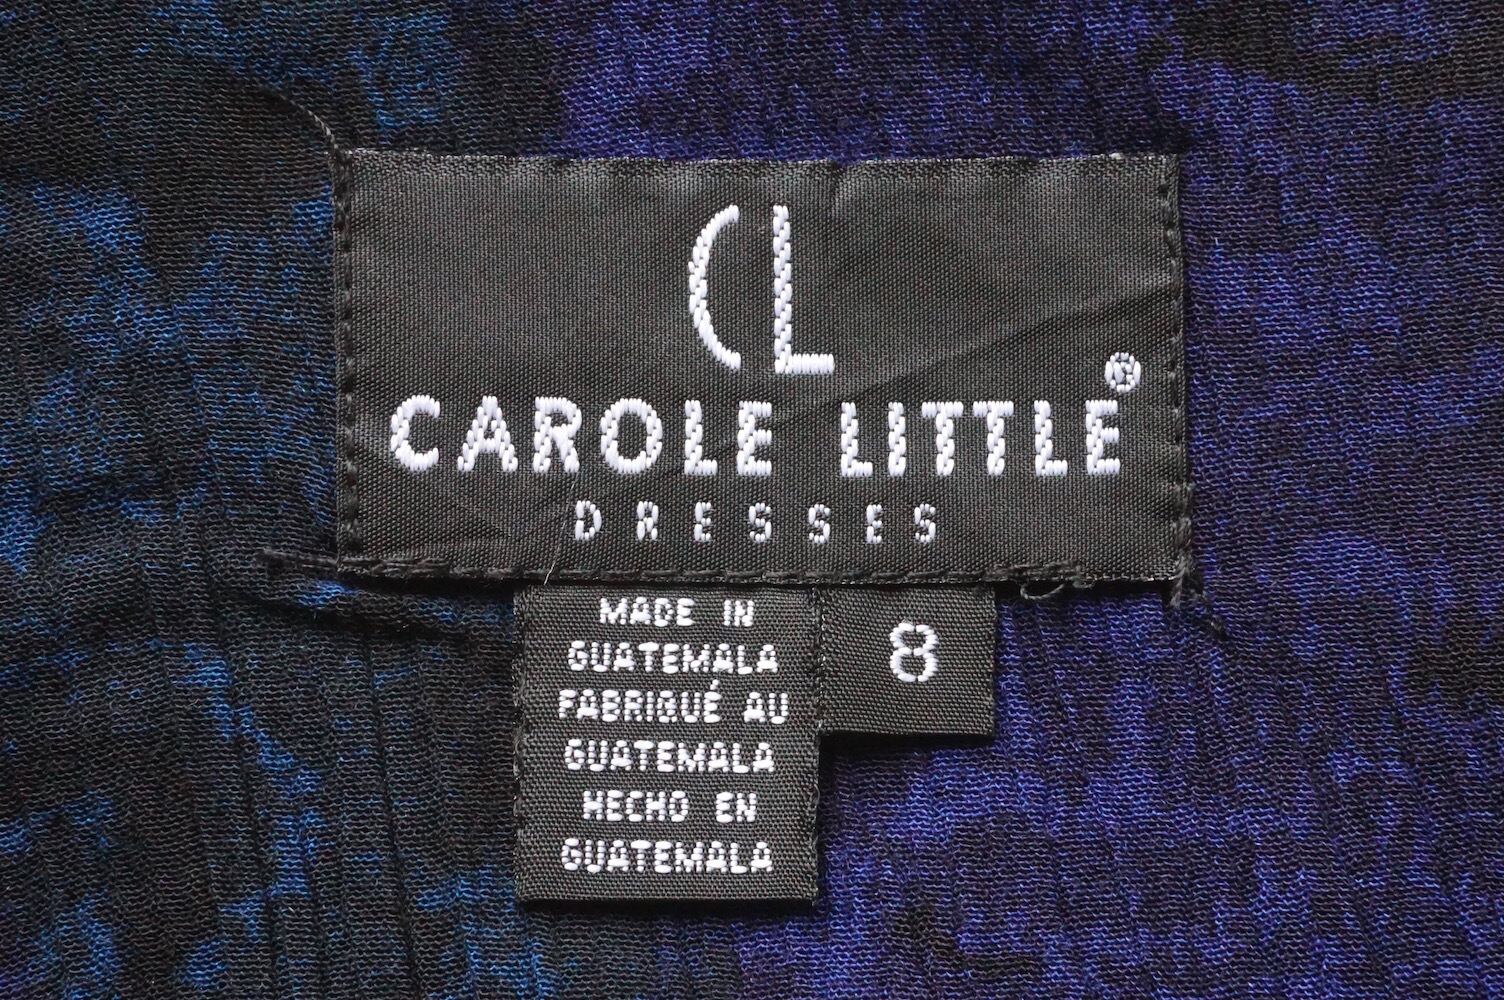 CL
CAROLE LITTLE®
DRESSES
MADE IN
GUATEMALA
FABRIQUÉ AU
GUATEMALA
HECHO EN
GUATEMALA
8